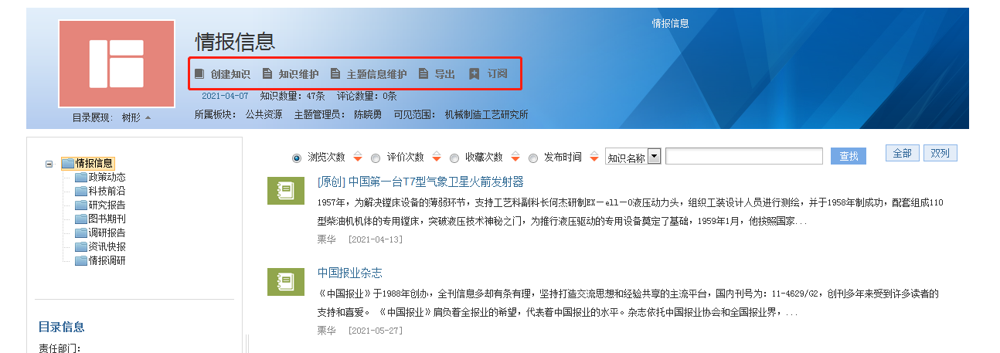 情报信息
情报信息
创建知识 知识维护 主题信息维护 导出 订阅
2021-04-07 知识数量：47条 评论数量：0条
目录展现： 树形
所属板块： 公共资源 主题管理员： 陈晓勇 可见范围： 机械制造工艺研究所
情报信息
政策动态
科技前沿
研究报告
图书期刊
调研报告
资讯快报
情报调研
目录信息
责任部门：
浏览次数 评价次数 收藏次数 发布时间 知识名称 查找 全部 双列
[原创] 中国第一台T7型气象卫星火箭发射器
1957年，为解决镗床设备的薄弱环节，支持工艺科副科长何杰研制EX－ell－O液压动力头，组织工装设计人员进行测绘，并于1958年制成功，配套组成110
型柴油机机体的专用镗床，突破液压技术神秘之门，为推行液压驱动的专用设备奠定了基础，1959年1月，他按照国家...
栗华 [2021-04-13]
中国报业杂志
《中国报业》于1988年创办，全刊信息多却有条有理，坚持打造交流思想和经验共享的主流平台，国内刊号为：11-4629/G2，创刊多年来受到许多读者的
支持和喜爱。 《中国报业》肩负着全报业的希望，代表着中国报业的水平。杂志依托中国报业协会和全国报业界，...
栗华 [2021-05-27]